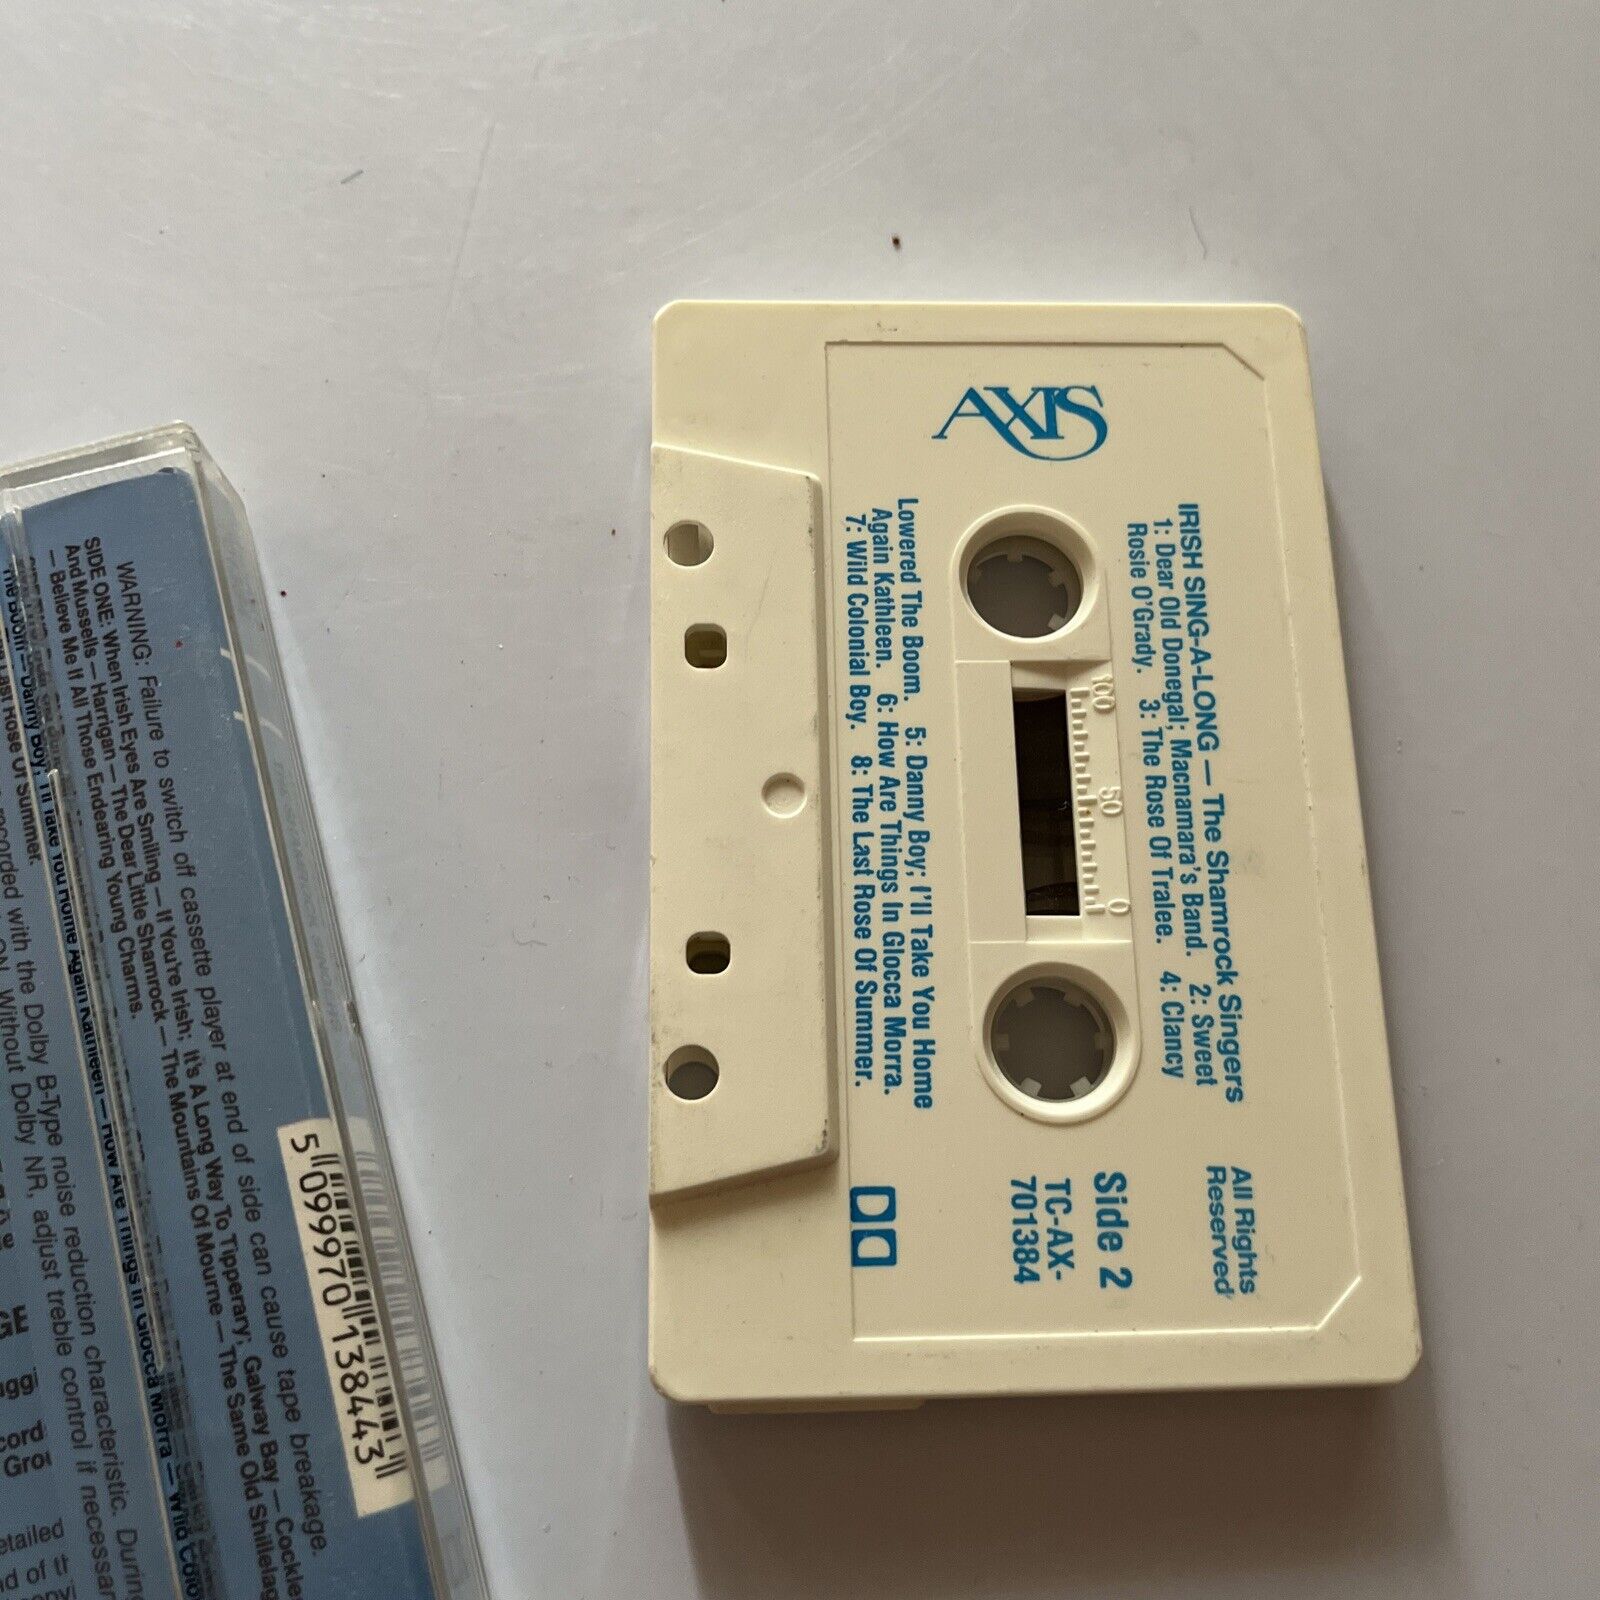 AXIS
IRISH SING-A-LONG — The Shamrock Singers
1: Dear Old Donegal; Macnamara's Band. 2: Sweet
Rosie O'Grady. 3: The Rose Of Tralee. 4: Clancy
100 50 0
Lowered The Boom. 5: Danny Boy; I'll Take You Home
Again Kathleen. 6: How Are Things In Glocca Morra.
7: Wild Colonial Boy. 8: The Last Rose Of Summer.
All Rights
Reserved
Side 2
TC-AX-
701384
5 099970 138443
WARNING: Failure to switch off cassette player at end of side can cause tape breakage.
SIDE ONE: When Irish Eyes Are Smiling — If You're Irish; It's A Long Way To Tipperary; Galway Bay — Cockles
And Mussels — Harrigan — The Dear Little Shamrock — The Mountains Of Mourne — The Same Old Shillelag
— Believe Me If All Those Endearing Young Charms.
The Boom — Danny Boy; I'll Take You Home Again Kathleen — How Are Things in Glocca Morra — Wild Colo
Last Rose Of Summer.
recorded with the Dolby B-Type noise reduction characteristic. During
ON. Without Dolby NR, adjust treble control if necessar